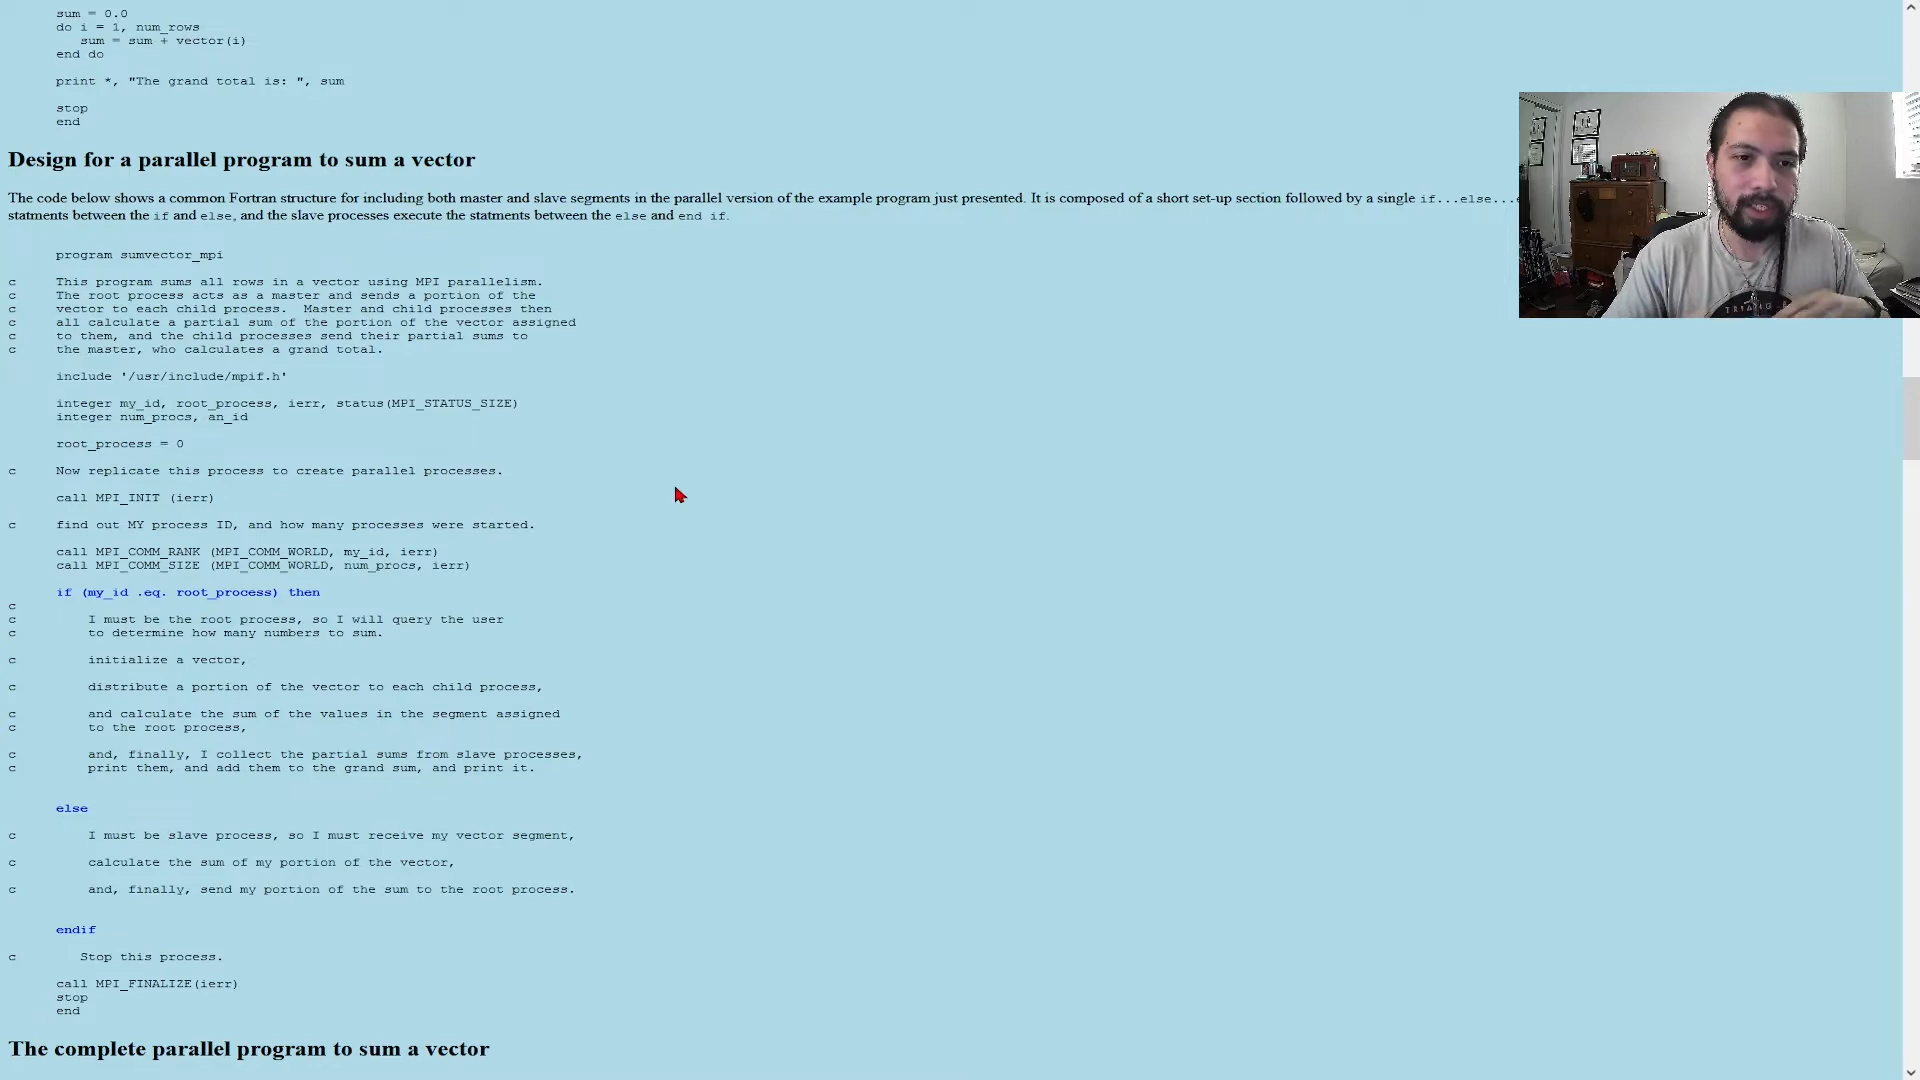 sum = 0.0
do i = 1, num_rows
sum = sum + vector(i)
end do
print *, "The grand total is: ", sum
stop
end
Design for a parallel program to sum a vector
The code below shows a common Fortran structure for including both master and slave segments in the parallel version of the example program just presented. It is composed of a short set-up section followed by a single if...else...
statments between the if and else, and the slave processes execute the statments between the else and end if.
program sumvector_mpi
c This program sums all rows in a vector using MPI parallelism.
c The root process acts as a master and sends a portion of the
c vector to each child process. Master and child processes then
c all calculate a partial sum of the portion of the vector assigned
c to them, and the child processes send their partial sums to
c the master, who calculates a grand total.
include '/usr/include/mpif.h'
integer my_id, root_process, ierr, status(MPI_STATUS_SIZE)
integer num_procs, an_id
root_process = 0
c Now replicate this process to create parallel processes.
call MPI_INIT (ierr)
c find out MY process ID, and how many processes were started.
call MPI_COMM_RANK (MPI_COMM_WORLD, my_id, ierr)
call MPI_COMM_SIZE (MPI_COMM_WORLD, num_procs, ierr)
if (my_id .eq. root_process) then
c
c I must be the root process, so I will query the user
c to determine how many numbers to sum.
c initialize a vector,
c distribute a portion of the vector to each child process,
c and calculate the sum of the values in the segment assigned
c to the root process,
c and, finally, I collect the partial sums from slave processes,
c print them, and add them to the grand sum, and print it.
else
c I must be slave process, so I must receive my vector segment,
c calculate the sum of my portion of the vector,
c and, finally, send my portion of the sum to the root process.
endif
c Stop this process.
call MPI_FINALIZE(ierr)
stop
end
The complete parallel program to sum a vector